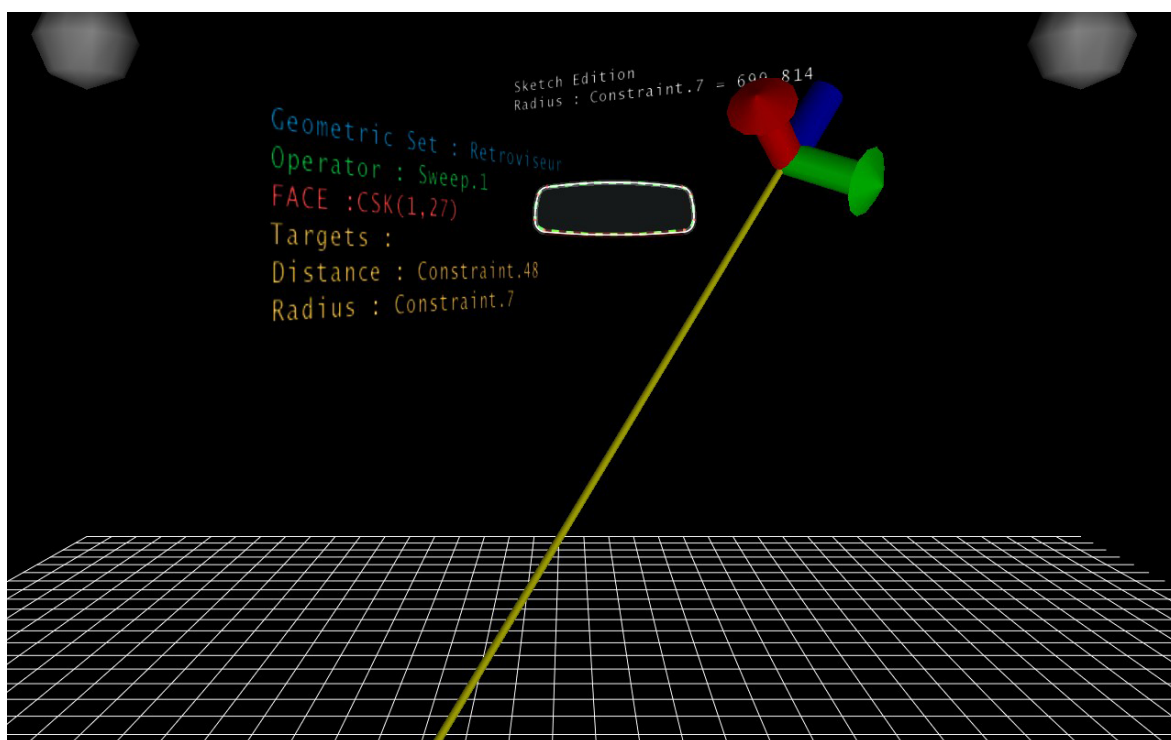 Sketch Edition
Radius : Constraint.7 = 690.814
Geometric Set : Retroviseur
Operator : Sweep.1
FACE :CSK(1,27)
Targets :
Distance : Constraint.48
Radius : Constraint.7